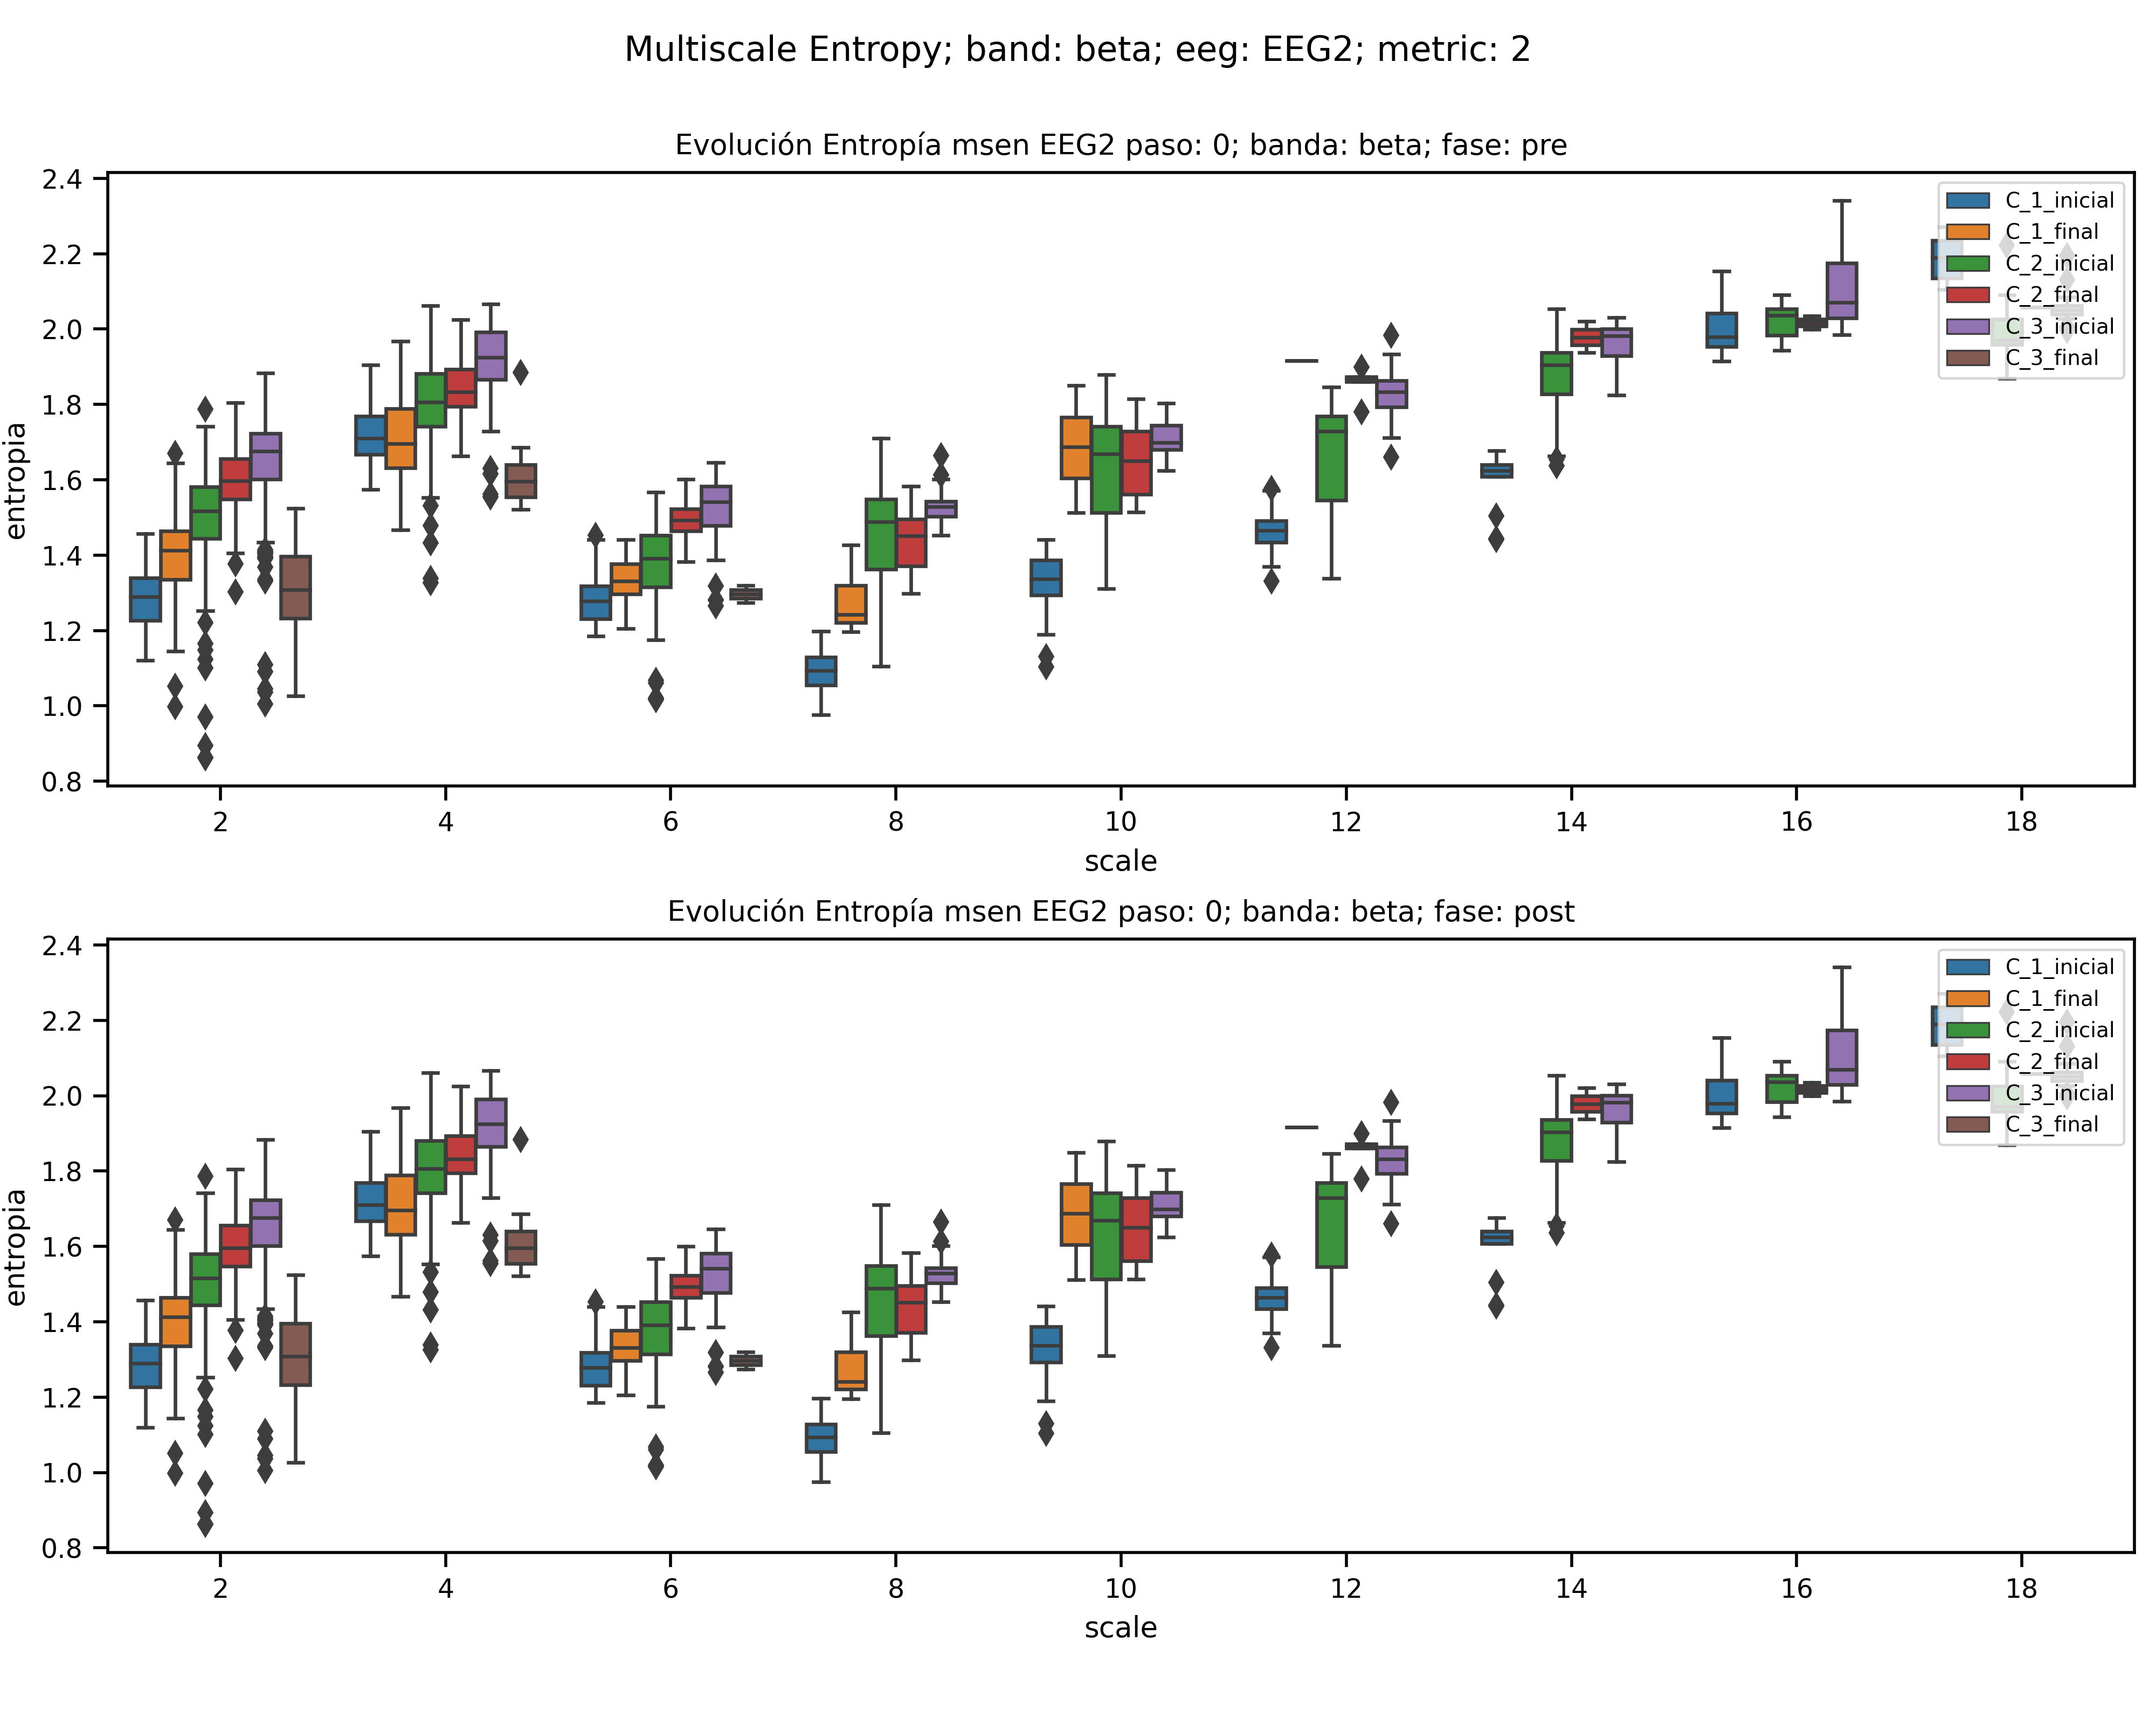 Multiscale Entropy; band: beta; eeg: EEG2; metric: 2
Evolución Entropía msen EEG2 paso: 0; banda: beta; fase: pre
2.4
2.2
2.0
1.8
1.6
1.4
1.2
1.0
0.8
entropia
C_1_inicial
C_1_final
C_2_inicial
C_2_final
C_3_inicial
C_3_final
2 4 6 8 10 12 14 16 18
scale
Evolución Entropía msen EEG2 paso: 0; banda: beta; fase: post
2.4
2.2
2.0
1.8
1.6
1.4
1.2
1.0
0.8
entropia
C_1_inicial
C_1_final
C_2_inicial
C_2_final
C_3_inicial
C_3_final
2 4 6 8 10 12 14 16 18
scale